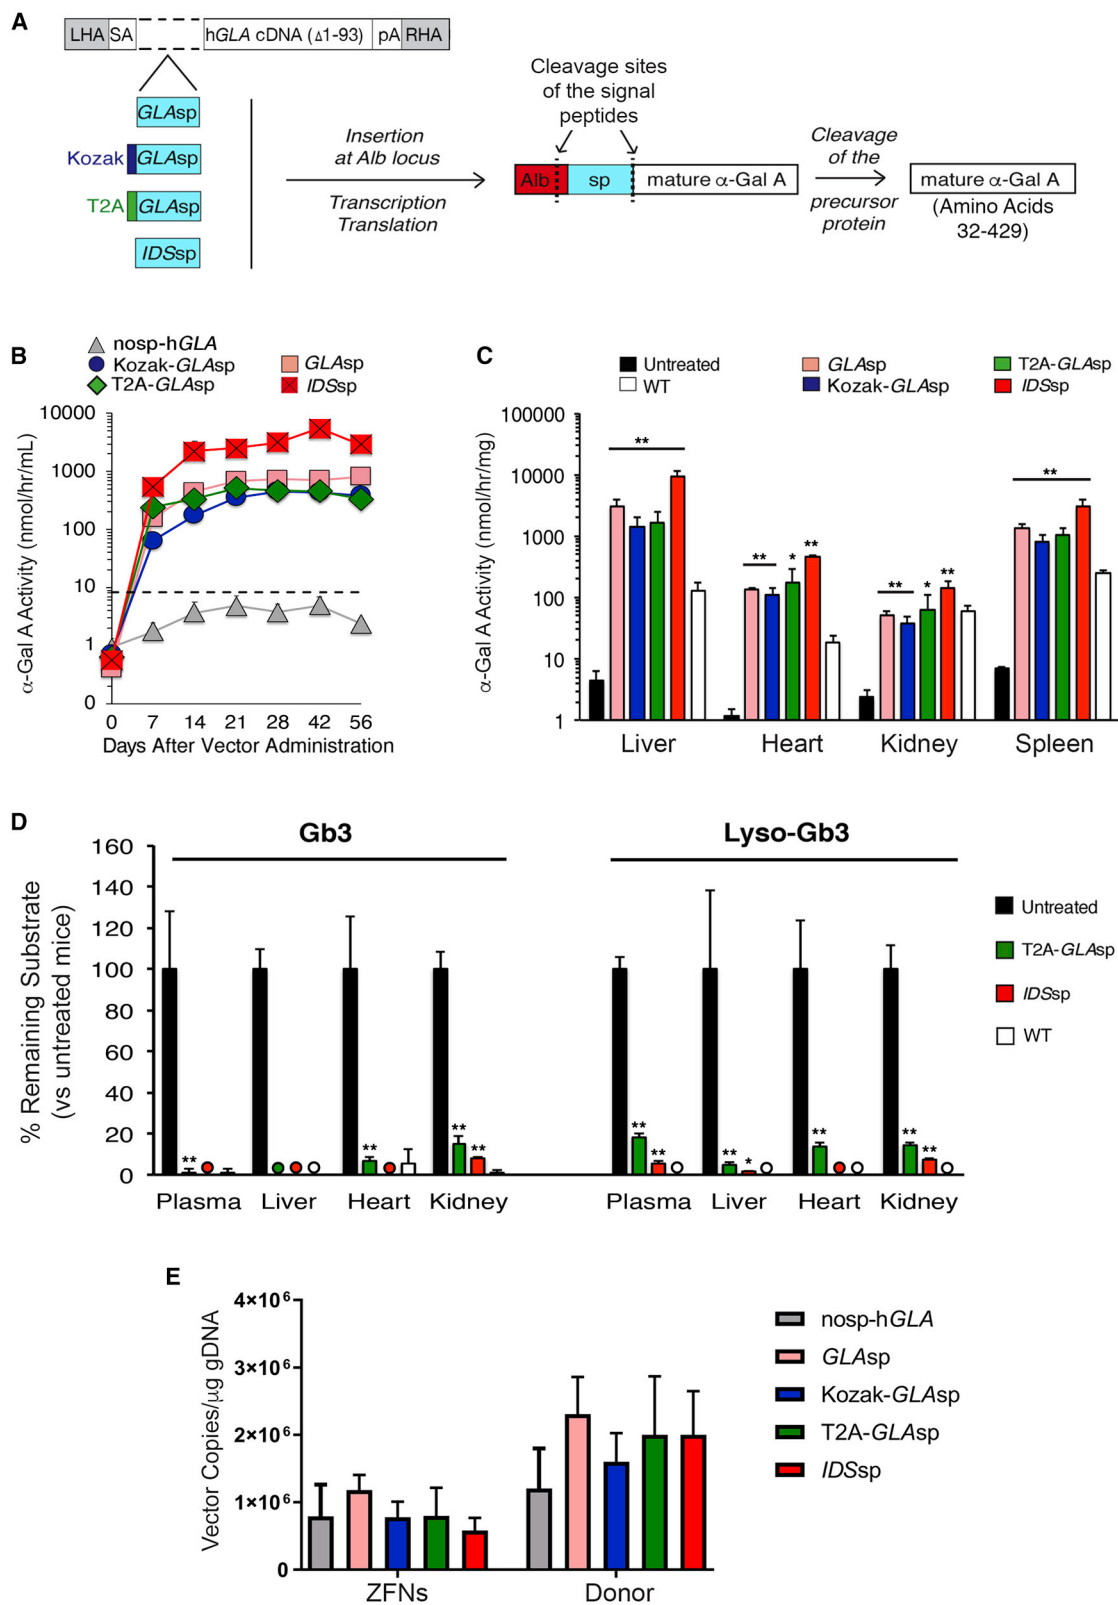 A
LHA SA hGLA cDNA (Δ1-93) pA RHA
GLAsp
Kozak GLAsp
T2A GLAsp
IDSsp
Insertion
at Alb locus
Transcription
Translation
Cleavage sites
of the signal
peptides
Alb sp mature α-Gal A
Cleavage
of the
precursor
protein
mature α-Gal A
(Amino Acids
32-429)
B
nosp-hGLA
Kozak-GLAsp GLAsp
T2A-GLAsp IDSsp
α-Gal A Activity (nmol/hr/mL)
10000
1000
100
10
1
0
0 7 14 21 28 42 56
Days After Vector Administration
C
Untreated GLAsp T2A-GLAsp
WT Kozak-GLAsp IDSsp
α-Gal A Activity (nmol/hr/mg)
100000
10000
1000
100
10
1
** ** * ** ** * ** **
Liver Heart Kidney Spleen
D
Gb3 Lyso-Gb3
% Remaining Substrate
(vs untreated mice)
160
140
120
100
80
60
40
20
0
** ** ** ** ** ** ** * ** ** **
Plasma Liver Heart Kidney Plasma Liver Heart Kidney
Untreated
T2A-GLAsp
IDSsp
WT
E
Vector Copies/µg gDNA
4×10⁶
3×10⁶
2×10⁶
1×10⁶
0
ZFNs Donor
nosp-hGLA
GLAsp
Kozak-GLAsp
T2A-GLAsp
IDSsp